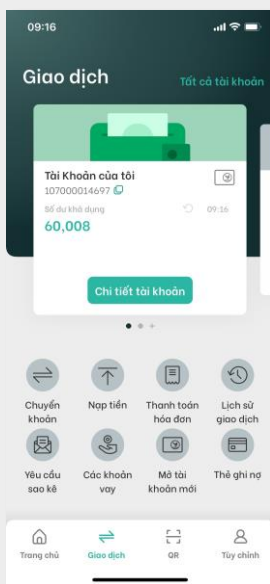 09:16
Giao dịch
Tất cả tài khoản
Tài Khoản của tôi
107000014697
Số dư khả dụng
09:16
60,008
Chi tiết tài khoản
Chuyển khoản
Nạp tiền
Thanh toán hóa đơn
Lịch sử giao dịch
Yêu cầu sao kê
Các khoản vay
Mở tài khoản mới
Thẻ ghi nợ
Trang chủ
Giao dịch
QR
Tùy chỉnh